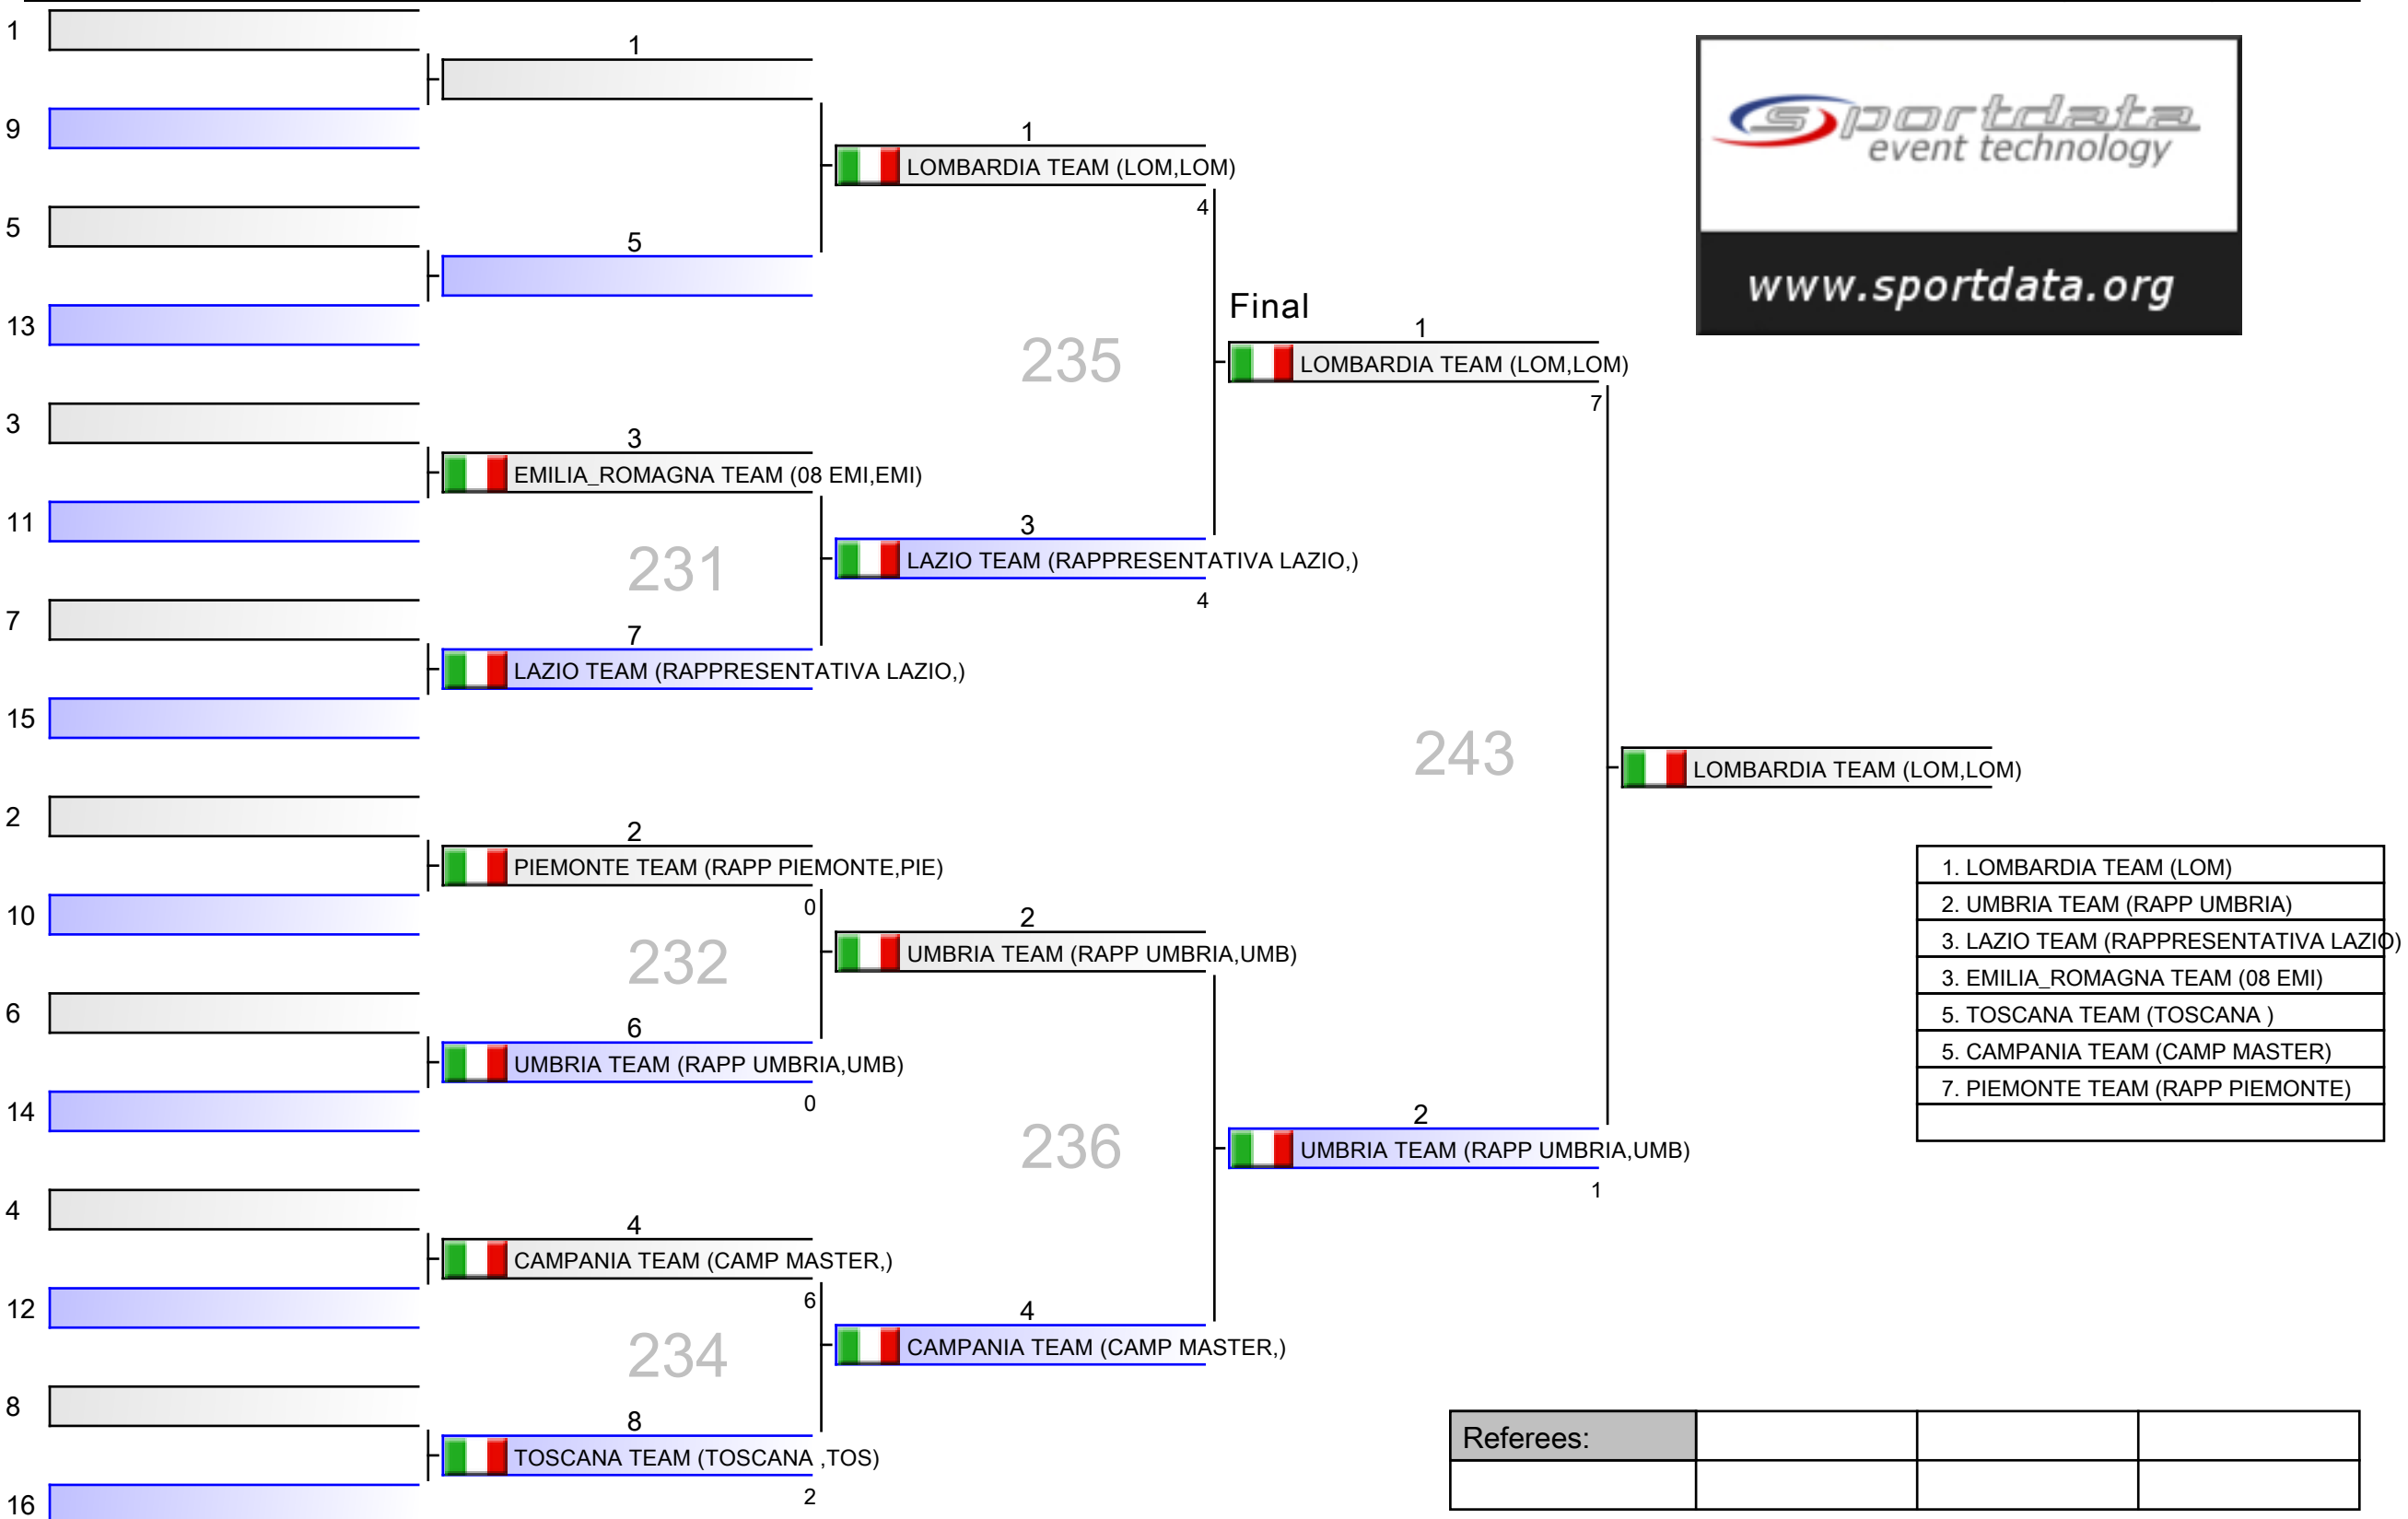 1
9
5
13
3
11
7
15
2
10
6
14
4
12
8
16
1
5
3
EMILIA_ROMAGNA TEAM (08 EMI,EMI)
231
7
LAZIO TEAM (RAPPRESENTATIVA LAZIO,)
2
PIEMONTE TEAM (RAPP PIEMONTE,PIE)
0
232
6
UMBRIA TEAM (RAPP UMBRIA,UMB)
0
4
CAMPANIA TEAM (CAMP MASTER,)
6
234
8
TOSCANA TEAM (TOSCANA ,TOS)
2
1
LOMBARDIA TEAM (LOM,LOM)
4
235
3
LAZIO TEAM (RAPPRESENTATIVA LAZIO,)
4
2
UMBRIA TEAM (RAPP UMBRIA,UMB)
236
4
CAMPANIA TEAM (CAMP MASTER,)
Final
1
LOMBARDIA TEAM (LOM,LOM)
7
243
2
UMBRIA TEAM (RAPP UMBRIA,UMB)
1
LOMBARDIA TEAM (LOM,LOM)
sportdata
event technology
www.sportdata.org
1. LOMBARDIA TEAM (LOM)
2. UMBRIA TEAM (RAPP UMBRIA)
3. LAZIO TEAM (RAPPRESENTATIVA LAZIO)
3. EMILIA_ROMAGNA TEAM (08 EMI)
5. TOSCANA TEAM (TOSCANA )
5. CAMPANIA TEAM (CAMP MASTER)
7. PIEMONTE TEAM (RAPP PIEMONTE)
Referees: